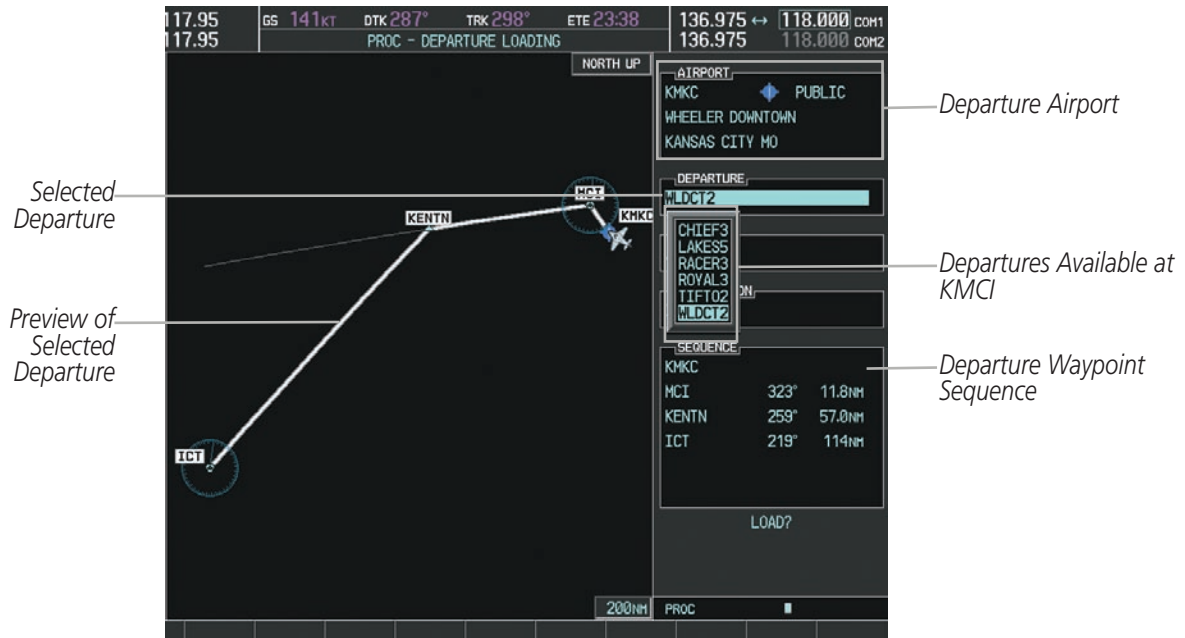 117.95 GS 141KT DTK 287° TRK 298° ETE 23:38 136.975 ↔ 118.000 COM1
117.95 PROC - DEPARTURE LOADING 136.975 118.000 COM2
NORTH UP
AIRPORT
KMKC PUBLIC
WHEELER DOWNTOWN
KANSAS CITY MO
Departure Airport
Selected
Departure
DEPARTURE
WLDCT2
MCI
KMKC
KENTN
CHIEF3
LAKES5
RACER3
ROYAL3
TIFTO2
WLDCT2
Departures Available at
KMCI
Preview of
Selected
Departure
SEQUENCE
KMKC
MCI 323° 11.8NM
KENTN 259° 57.0NM
ICT 219° 114NM
Departure Waypoint
Sequence
ICT
LOAD?
200NM
PROC